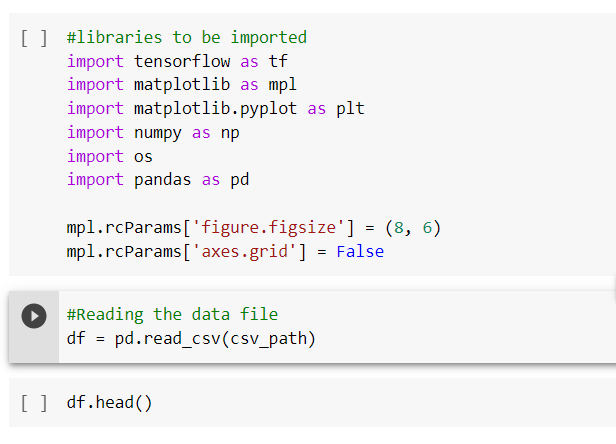 [ ] #libraries to be imported
import tensorflow as tf
import matplotlib as mpl
import matplotlib.pyplot as plt
import numpy as np
import os
import pandas as pd
mpl.rcParams['figure.figsize'] = (8, 6)
mpl.rcParams['axes.grid'] = False
#Reading the data file
df = pd.read_csv(csv_path)
[ ] df.head()